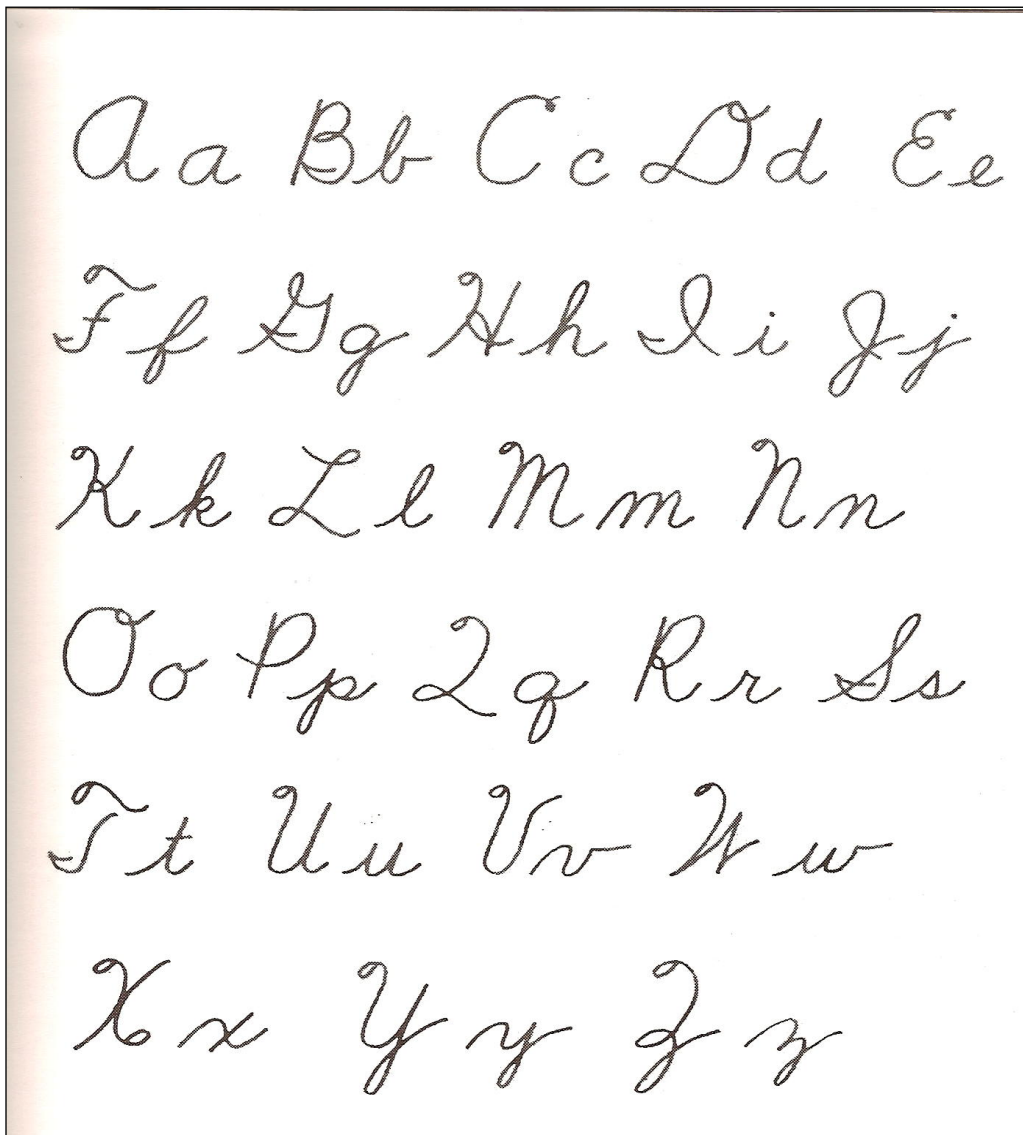 Aa Bb Cc Dd Ee
Ff Gg Hh Ii Jj
Kk Ll Mm Nn
Oo Pp Qq Rr Ss
Tt Uu Vv Ww
Xx Yy Zz